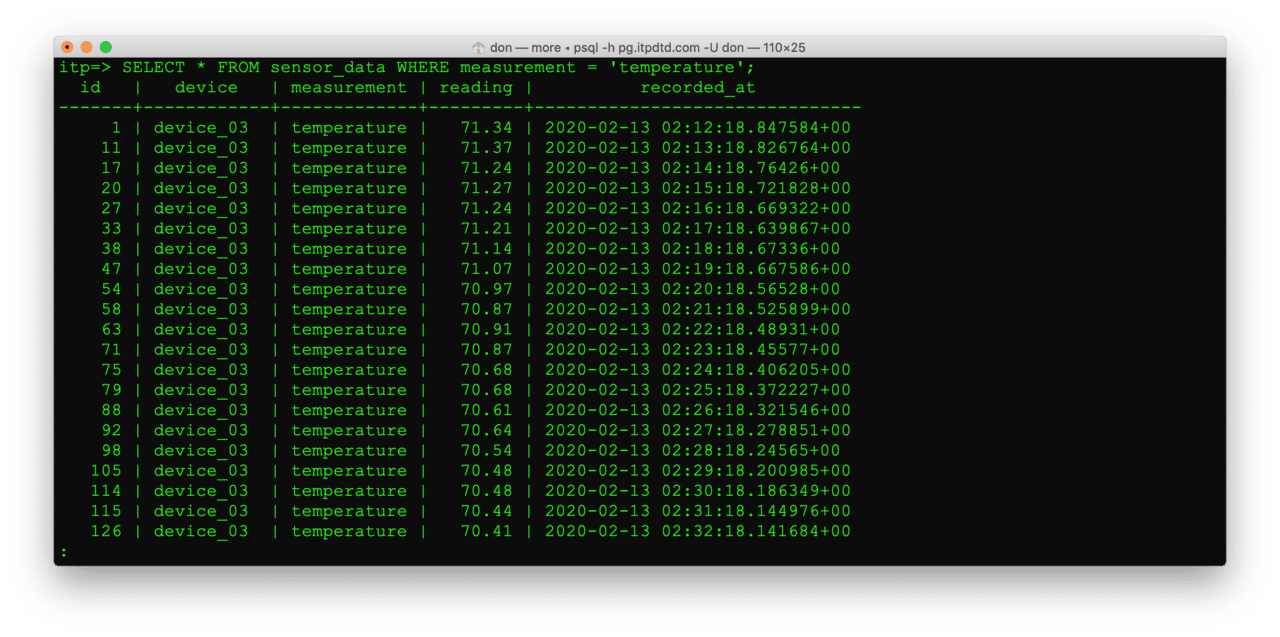 don — more • psql -h pg.itpdtd.com -U don — 110×25
itp=> SELECT * FROM sensor_data WHERE measurement = 'temperature';
  id   |   device   | measurement | reading |          recorded_at
-------+------------+-------------+---------+-------------------------------
     1 | device_03  | temperature |   71.34 | 2020-02-13 02:12:18.847584+00
    11 | device_03  | temperature |   71.37 | 2020-02-13 02:13:18.826764+00
    17 | device_03  | temperature |   71.24 | 2020-02-13 02:14:18.76426+00
    20 | device_03  | temperature |   71.27 | 2020-02-13 02:15:18.721828+00
    27 | device_03  | temperature |   71.24 | 2020-02-13 02:16:18.669322+00
    33 | device_03  | temperature |   71.21 | 2020-02-13 02:17:18.639867+00
    38 | device_03  | temperature |   71.14 | 2020-02-13 02:18:18.67336+00
    47 | device_03  | temperature |   71.07 | 2020-02-13 02:19:18.667586+00
    54 | device_03  | temperature |   70.97 | 2020-02-13 02:20:18.56528+00
    58 | device_03  | temperature |   70.87 | 2020-02-13 02:21:18.525899+00
    63 | device_03  | temperature |   70.91 | 2020-02-13 02:22:18.48931+00
    71 | device_03  | temperature |   70.87 | 2020-02-13 02:23:18.45577+00
    75 | device_03  | temperature |   70.68 | 2020-02-13 02:24:18.406205+00
    79 | device_03  | temperature |   70.68 | 2020-02-13 02:25:18.372227+00
    88 | device_03  | temperature |   70.61 | 2020-02-13 02:26:18.321546+00
    92 | device_03  | temperature |   70.64 | 2020-02-13 02:27:18.278851+00
    98 | device_03  | temperature |   70.54 | 2020-02-13 02:28:18.24565+00
   105 | device_03  | temperature |   70.48 | 2020-02-13 02:29:18.200985+00
   114 | device_03  | temperature |   70.48 | 2020-02-13 02:30:18.186349+00
   115 | device_03  | temperature |   70.44 | 2020-02-13 02:31:18.144976+00
   126 | device_03  | temperature |   70.41 | 2020-02-13 02:32:18.141684+00
: